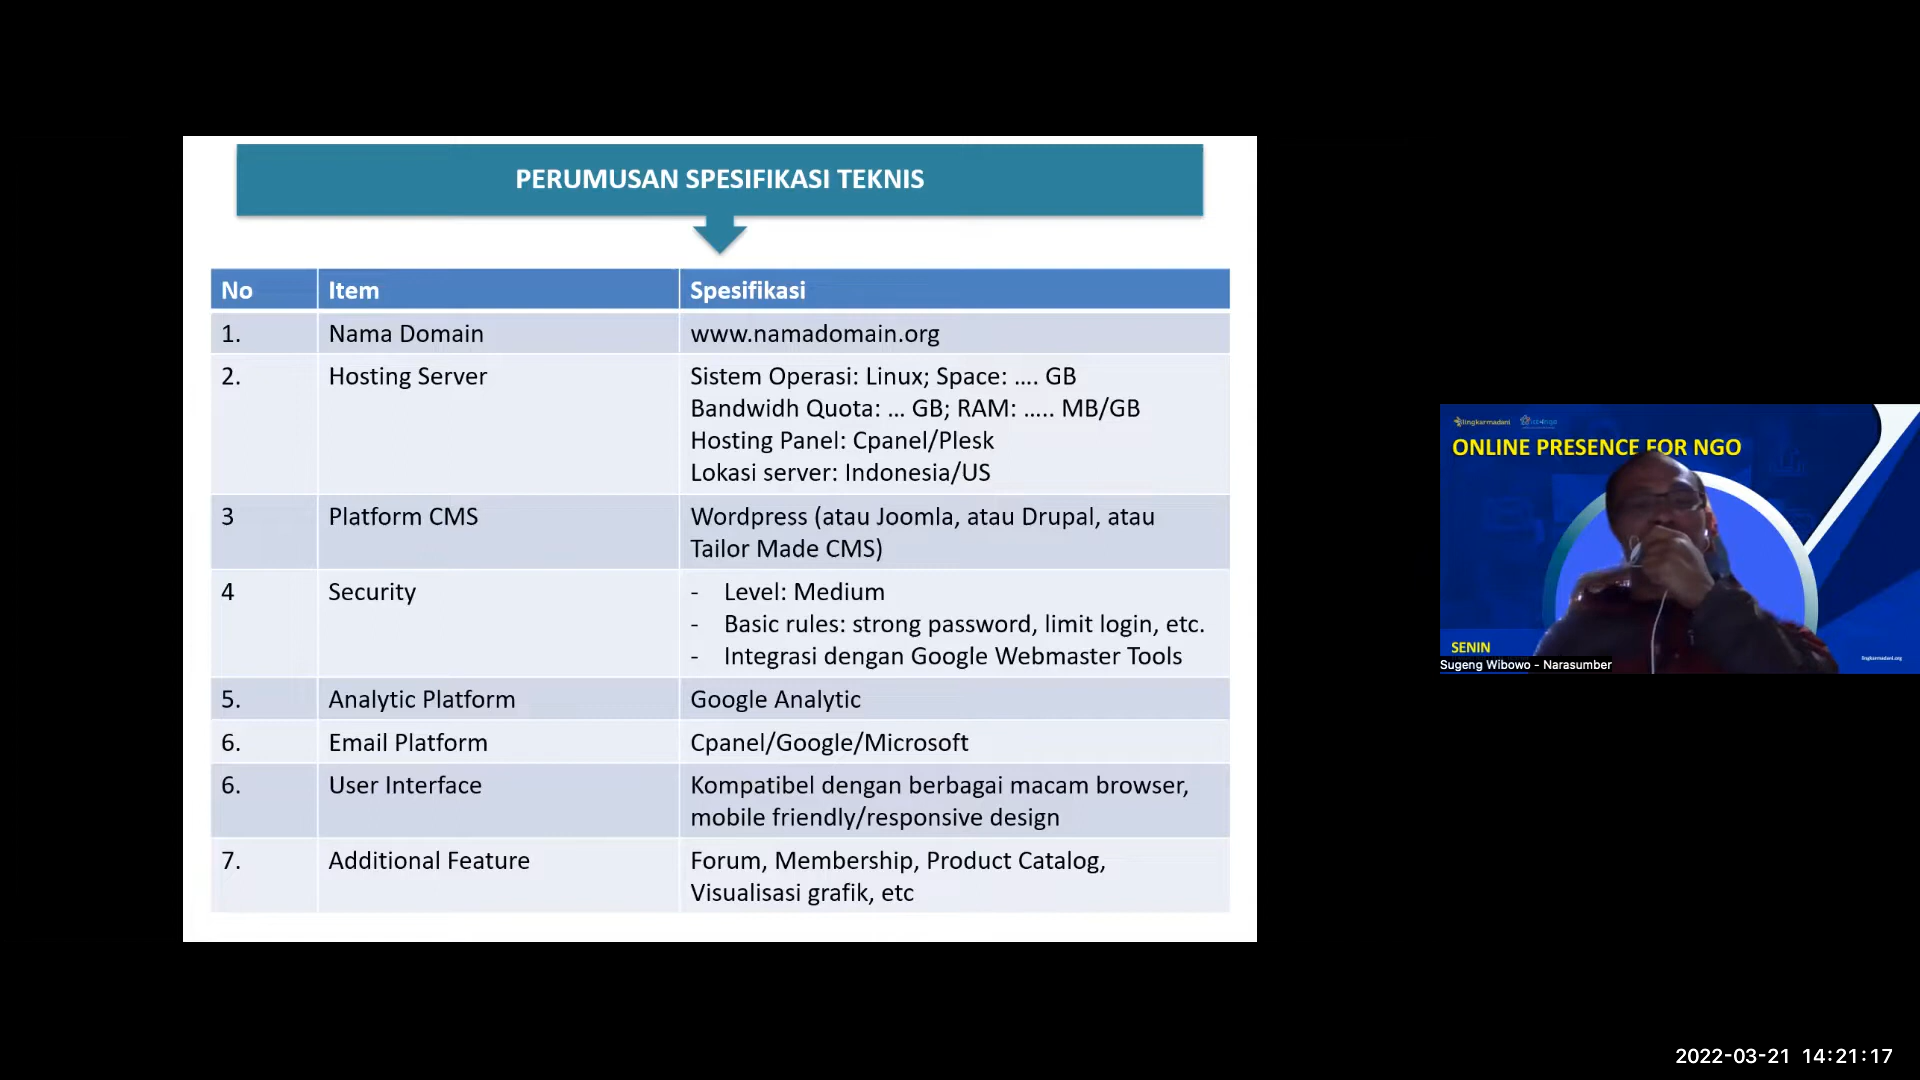 PERUMUSAN SPESIFIKASI TEKNIS
No Item Spesifikasi
1. Nama Domain www.namadomain.org
2. Hosting Server Sistem Operasi: Linux; Space: .... GB
Bandwidh Quota: ... GB; RAM: ..... MB/GB
Hosting Panel: Cpanel/Plesk
Lokasi server: Indonesia/US
3 Platform CMS Wordpress (atau Joomla, atau Drupal, atau
Tailor Made CMS)
4 Security - Level: Medium
- Basic rules: strong password, limit login, etc.
- Integrasi dengan Google Webmaster Tools
5. Analytic Platform Google Analytic
6. Email Platform Cpanel/Google/Microsoft
6. User Interface Kompatibel dengan berbagai macam browser,
mobile friendly/responsive design
7. Additional Feature Forum, Membership, Product Catalog,
Visualisasi grafik, etc
lingkarmadani
ONLINE PRESENCE FOR NGO
SENIN
lingkarmadani.org
Sugeng Wibowo - Narasumber
2022-03-21 14:21:17